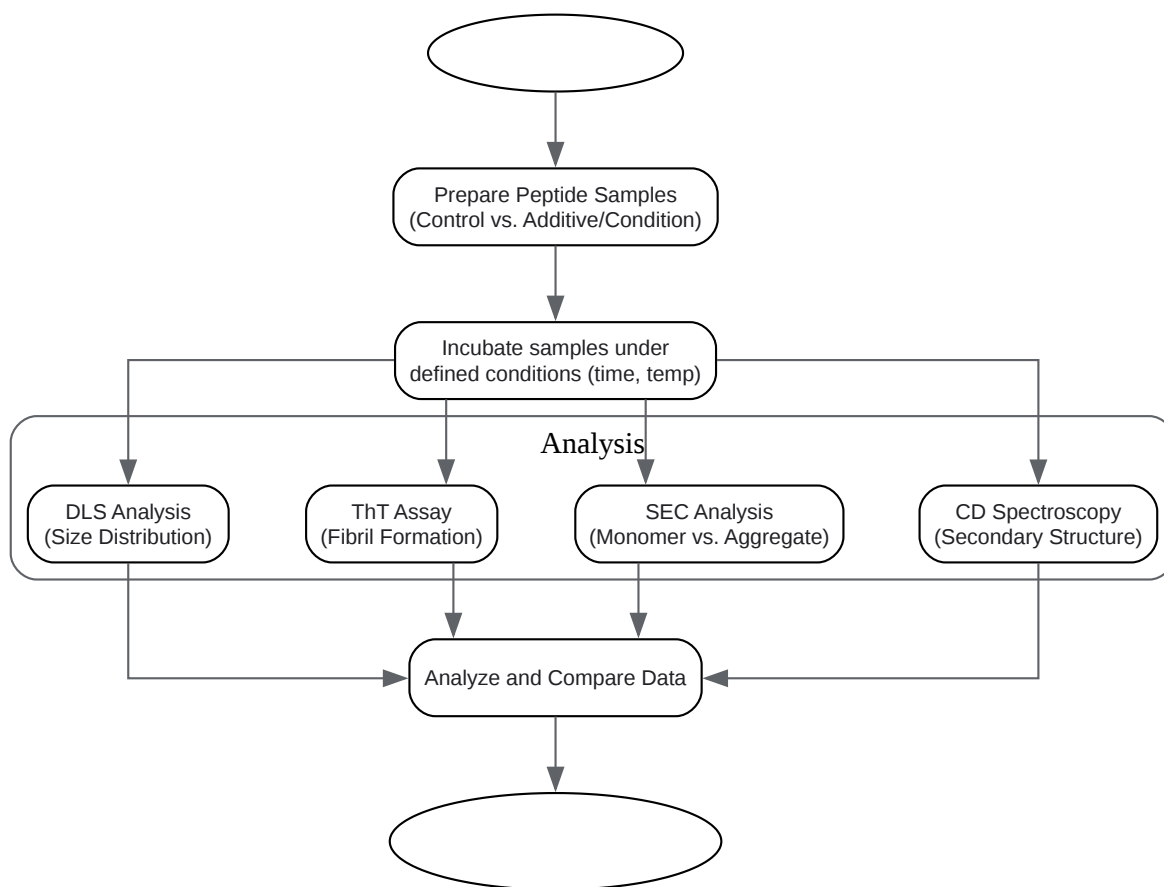 Prepare Peptide Samples
(Control vs. Additive/Condition)
Incubate samples under
defined conditions (time, temp)
Analysis
DLS Analysis
(Size Distribution)
ThT Assay
(Fibril Formation)
SEC Analysis
(Monomer vs. Aggregate)
CD Spectroscopy
(Secondary Structure)
Analyze and Compare Data